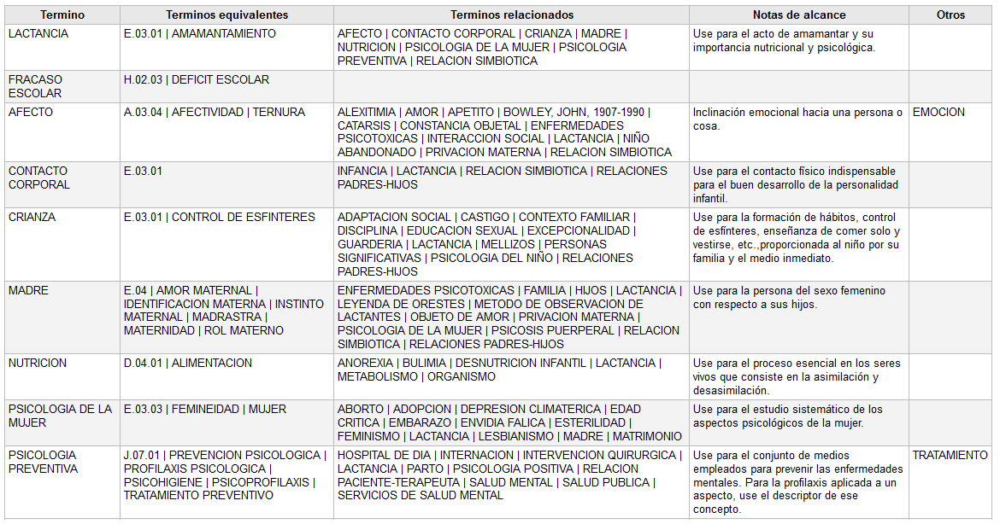 Termino Terminos equivalentes Terminos relacionados Notas de alcance Otros
LACTANCIA E.03.01 | AMAMANTAMIENTO AFECTO | CONTACTO CORPORAL | CRIANZA | MADRE | Use para el acto de amamantar y su
NUTRICION | PSICOLOGIA DE LA MUJER | PSICOLOGIA importancia nutricional y psicológica.
PREVENTIVA | RELACION SIMBIOTICA
FRACASO H.02.03 | DEFICIT ESCOLAR
ESCOLAR
AFECTO A.03.04 | AFECTIVIDAD | TERNURA ALEXITIMIA | AMOR | APETITO | BOWLEY, JOHN, 1907-1990 | Inclinación emocional hacia una persona o EMOCION
CATARSIS | CONSTANCIA OBJETAL | ENFERMEDADES cosa.
PSICOTOXICAS | INTERACCION SOCIAL | LACTANCIA | NIÑO
ABANDONADO | PRIVACION MATERNA | RELACION SIMBIOTICA
CONTACTO E.03.01 INFANCIA | LACTANCIA | RELACION SIMBIOTICA | RELACIONES Use para el contacto físico indispensable
CORPORAL PADRES-HIJOS para el buen desarrollo de la personalidad
infantil.
CRIANZA E.03.01 | CONTROL DE ESFINTERES ADAPTACION SOCIAL | CASTIGO | CONTEXTO FAMILIAR | Use para la formación de hábitos, control
DISCIPLINA | EDUCACION SEXUAL | EXCEPCIONALIDAD | de esfínteres, enseñanza de comer solo y
GUARDERIA | LACTANCIA | MELLIZOS | PERSONAS vestirse, etc.,proporcionada al niño por su
SIGNIFICATIVAS | PSICOLOGIA DEL NIÑO | RELACIONES familia y el medio inmediato.
PADRES-HIJOS
MADRE E.04 | AMOR MATERNAL | ENFERMEDADES PSICOTOXICAS | FAMILIA | HIJOS | LACTANCIA | Use para la persona del sexo femenino
IDENTIFICACION MATERNA | INSTINTO LEYENDA DE ORESTES | METODO DE OBSERVACION DE con respecto a sus hijos.
MATERNAL | MADRASTRA | LACTANTES | OBJETO DE AMOR | PRIVACION MATERNA |
MATERNIDAD | ROL MATERNO PSICOLOGIA DE LA MUJER | PSICOSIS PUERPERAL | RELACION
SIMBIOTICA | RELACIONES PADRES-HIJOS
NUTRICION D.04.01 | ALIMENTACION ANOREXIA | BULIMIA | DESNUTRICION INFANTIL | LACTANCIA | Use para el proceso esencial en los seres
METABOLISMO | ORGANISMO vivos que consiste en la asimilación y
desasimilación.
PSICOLOGIA DE LA E.03.03 | FEMINEIDAD | MUJER ABORTO | ADOPCION | DEPRESION CLIMATERICA | EDAD Use para el estudio sistemático de los
MUJER CRITICA | EMBARAZO | ENVIDIA FALICA | ESTERILIDAD | aspectos psicológicos de la mujer.
FEMINISMO | LACTANCIA | LESBIANISMO | MADRE | MATRIMONIO
PSICOLOGIA J.07.01 | PREVENCION PSICOLOGICA | HOSPITAL DE DIA | INTERNACION | INTERVENCION QUIRURGICA | Use para el conjunto de medios TRATAMIENTO
PREVENTIVA PROFILAXIS PSICOLOGICA | LACTANCIA | PARTO | PSICOLOGIA POSITIVA | RELACION empleados para prevenir las enfermedades
PSICOHIGIENE | PSICOPROFILAXIS | PACIENTE-TERAPEUTA | SALUD MENTAL | SALUD PUBLICA | mentales. Para la profilaxis aplicada a un
TRATAMIENTO PREVENTIVO SERVICIOS DE SALUD MENTAL aspecto, use el descriptor de ese
concepto.